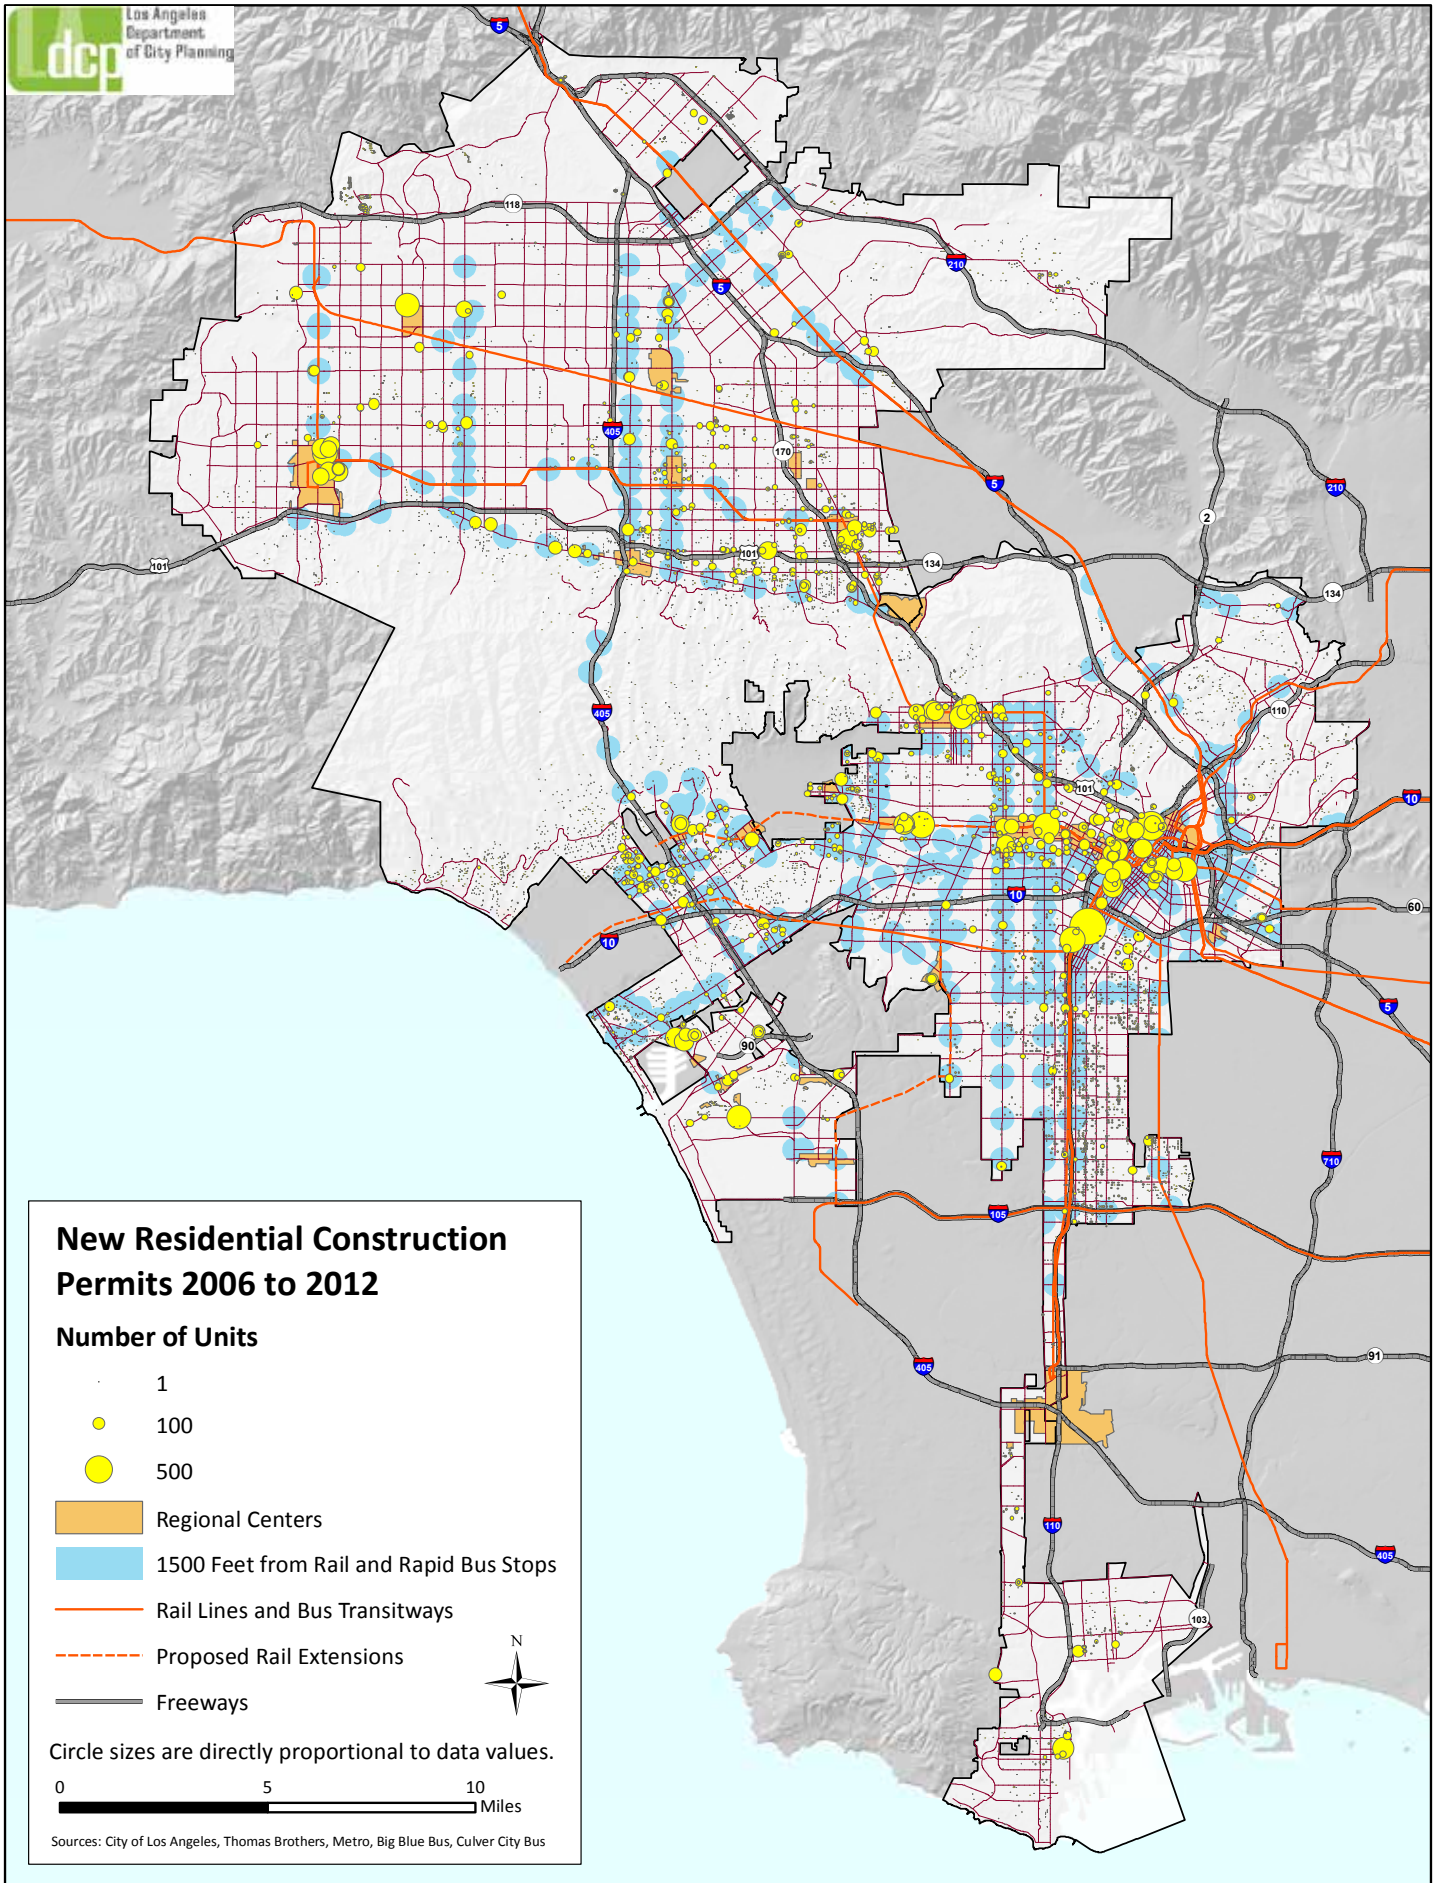 Los Angeles
Department
of City Planning
Ldcp
5
118
210
5
405
170
5
210
2
101
101
134
134
405
110
101
10
10
60
10
5
90
710
105
405
91
110
405
103
New Residential Construction
Permits 2006 to 2012
Number of Units
1
100
500
Regional Centers
1500 Feet from Rail and Rapid Bus Stops
Rail Lines and Bus Transitways
Proposed Rail Extensions
N
Freeways
Circle sizes are directly proportional to data values.
0 5 10
Miles
Sources: City of Los Angeles, Thomas Brothers, Metro, Big Blue Bus, Culver City Bus